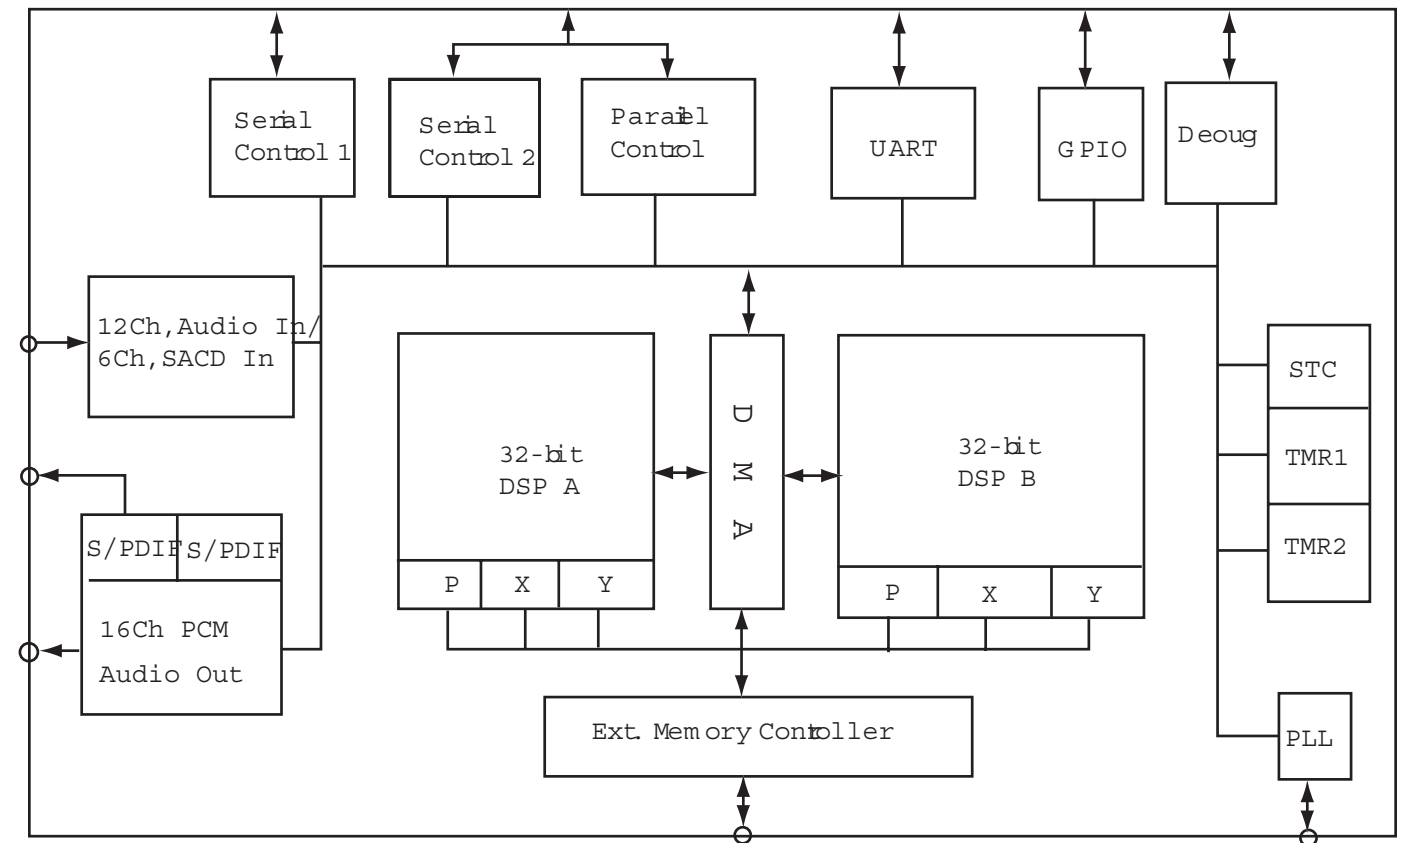 Serial
Control 1
Serial
Control 2
Parallel
Control
UART
GPIO
Deoug
12Ch,Audio In/
6Ch,SACD In
STC
TMR1
TMR2
32-bit
DSP A
D M A
32-bit
DSP B
P X Y
P X Y
S/PDIF S/PDIF
16Ch PCM
Audio Out
Ext. Memory Controller
PLL